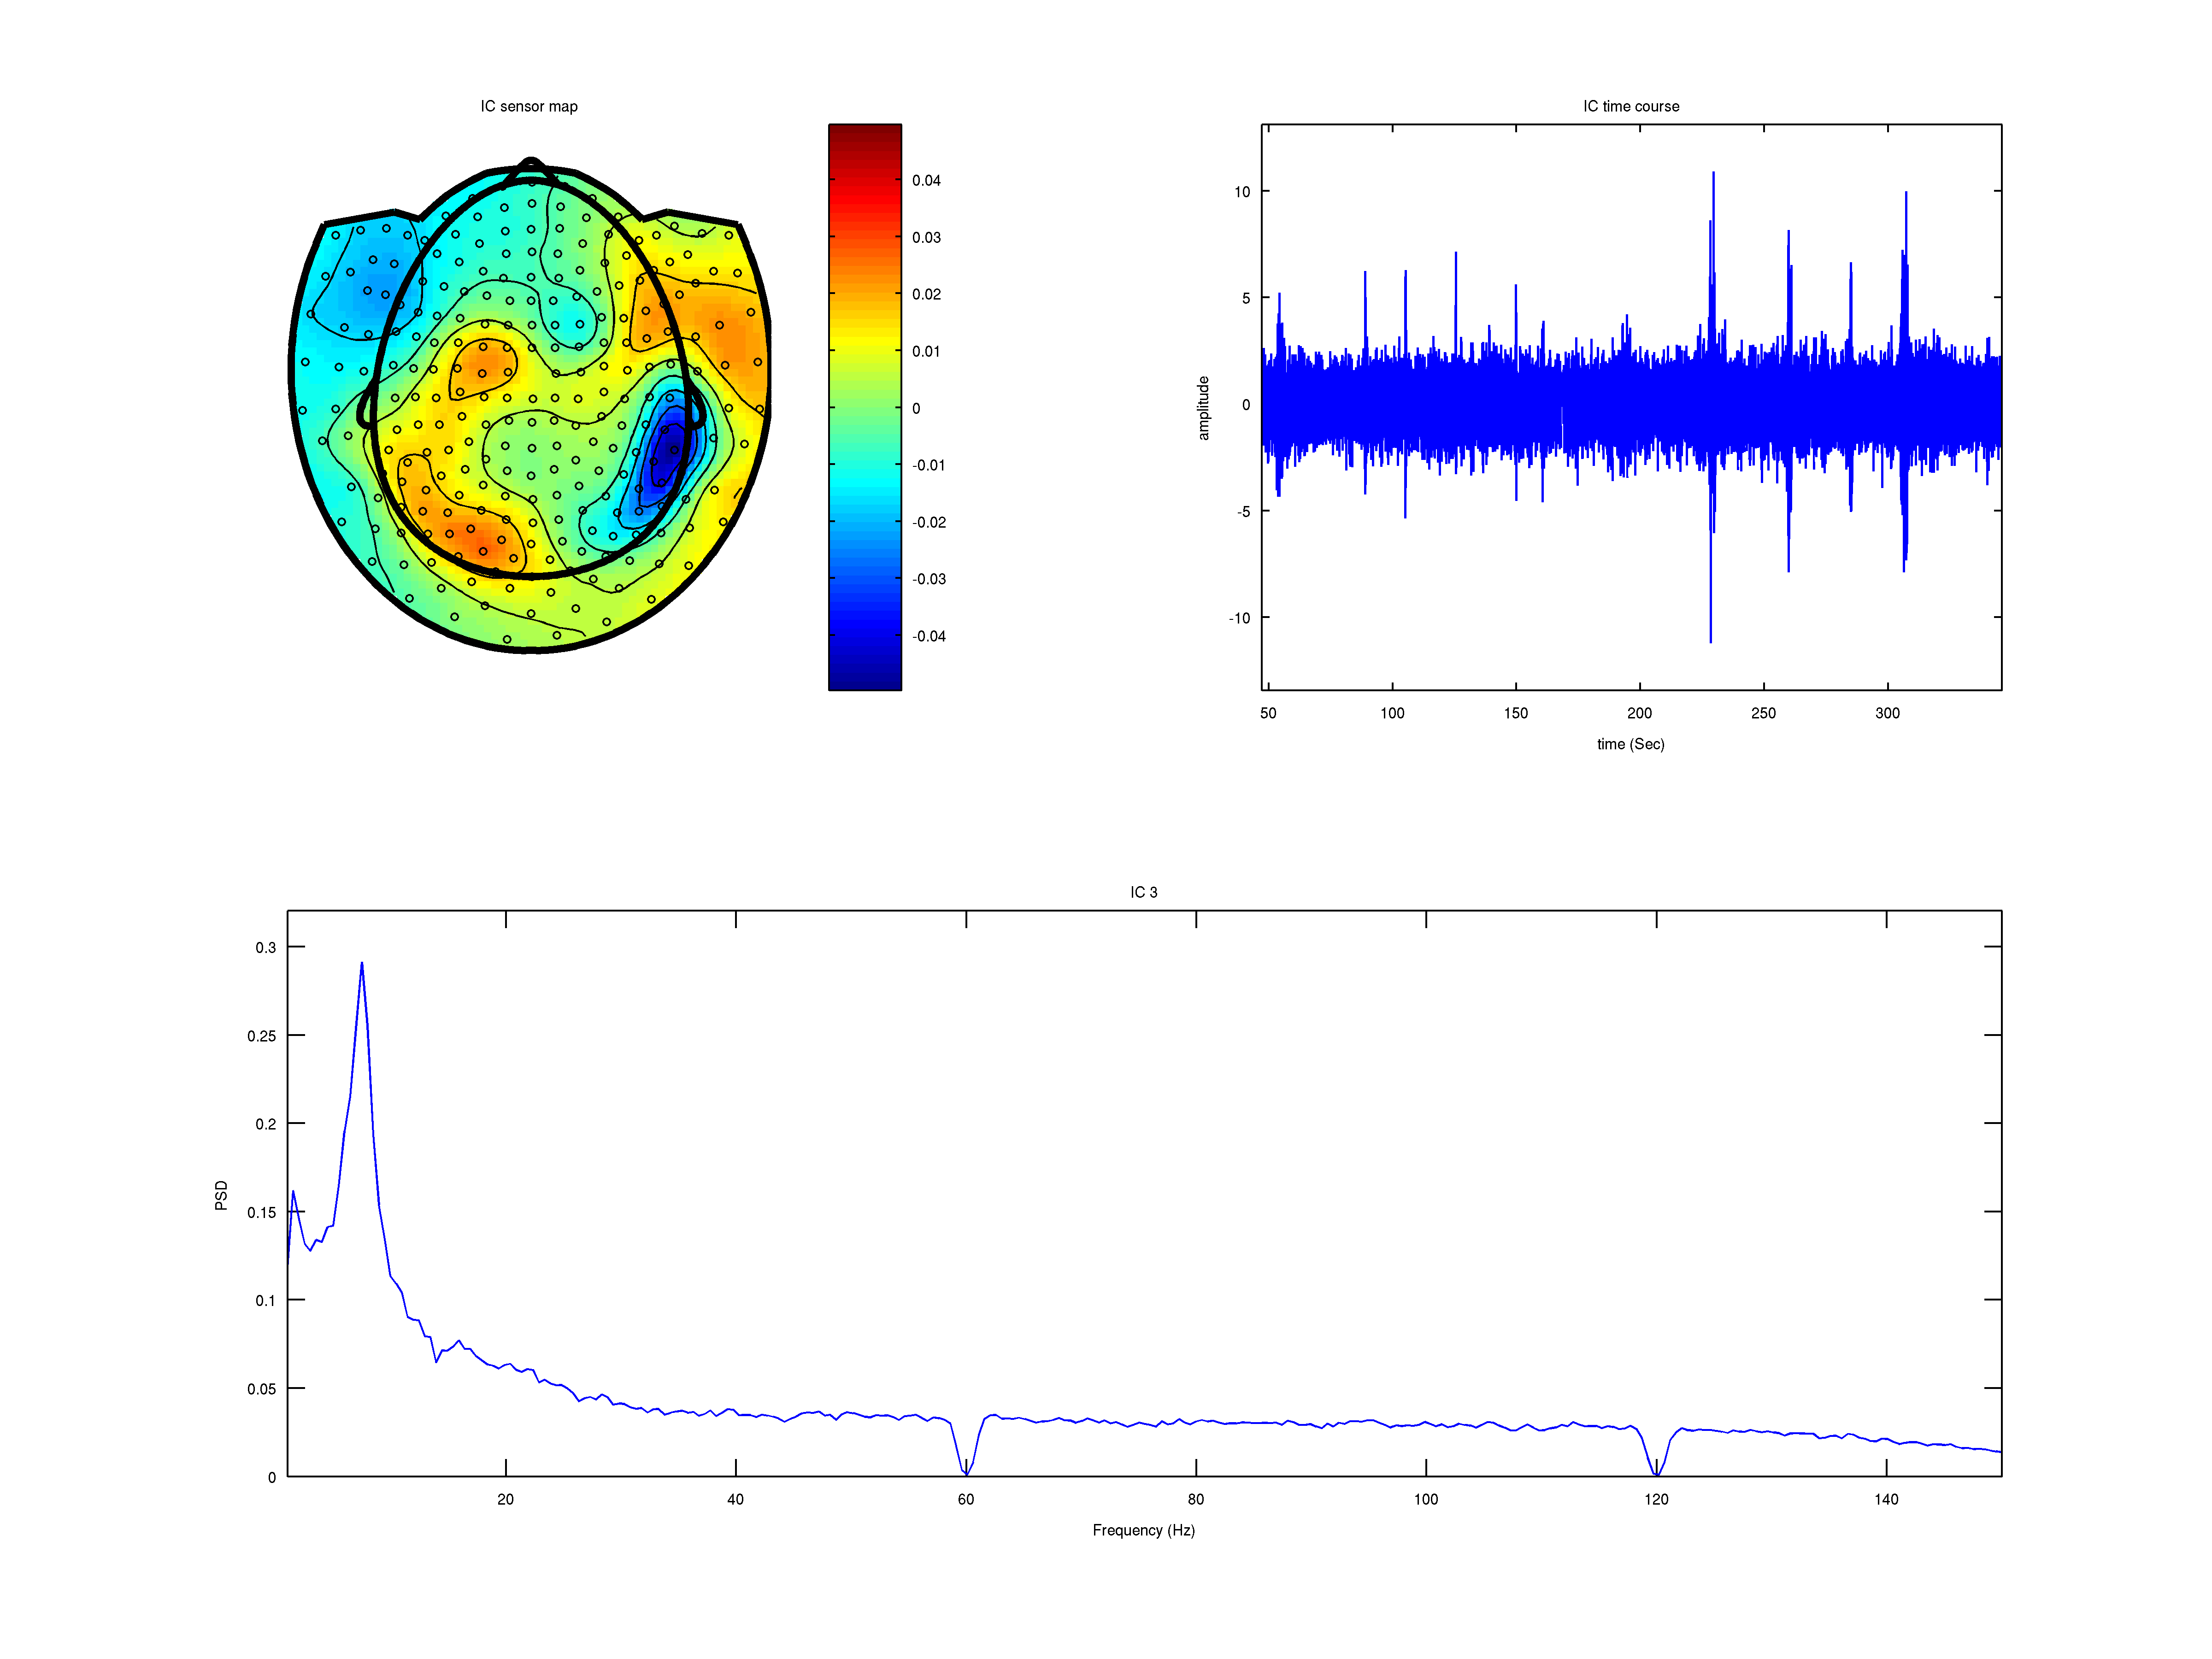 IC sensor map
0.04
0.03
0.02
0.01
0
-0.01
-0.02
-0.03
-0.04
IC time course
10
5
0
-5
-10
amplitude
50 100 150 200 250 300
time (Sec)
IC 3
0.3
0.25
0.2
0.15
0.1
0.05
0
PSD
20 40 60 80 100 120 140
Frequency (Hz)